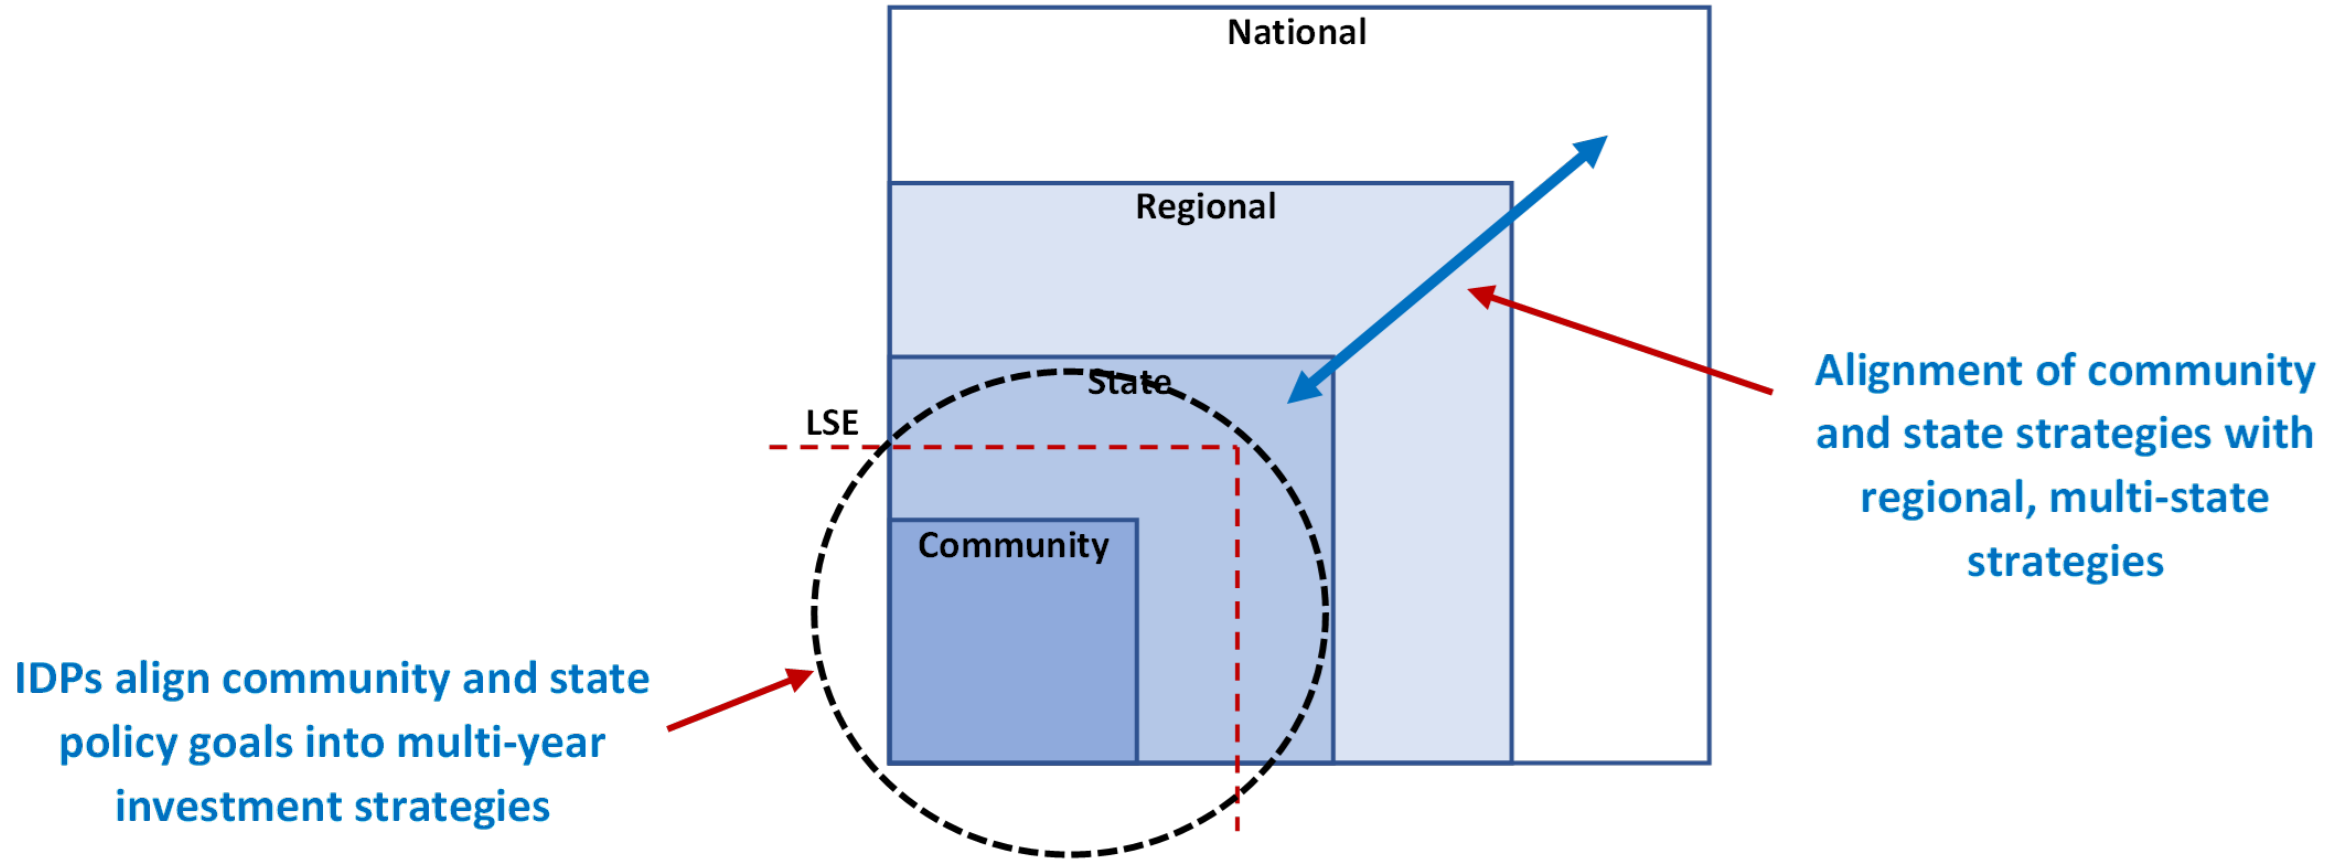 National
Regional
State
LSE
Community
Alignment of community
and state strategies with
regional, multi-state
strategies
IDPs align community and state
policy goals into multi-year
investment strategies